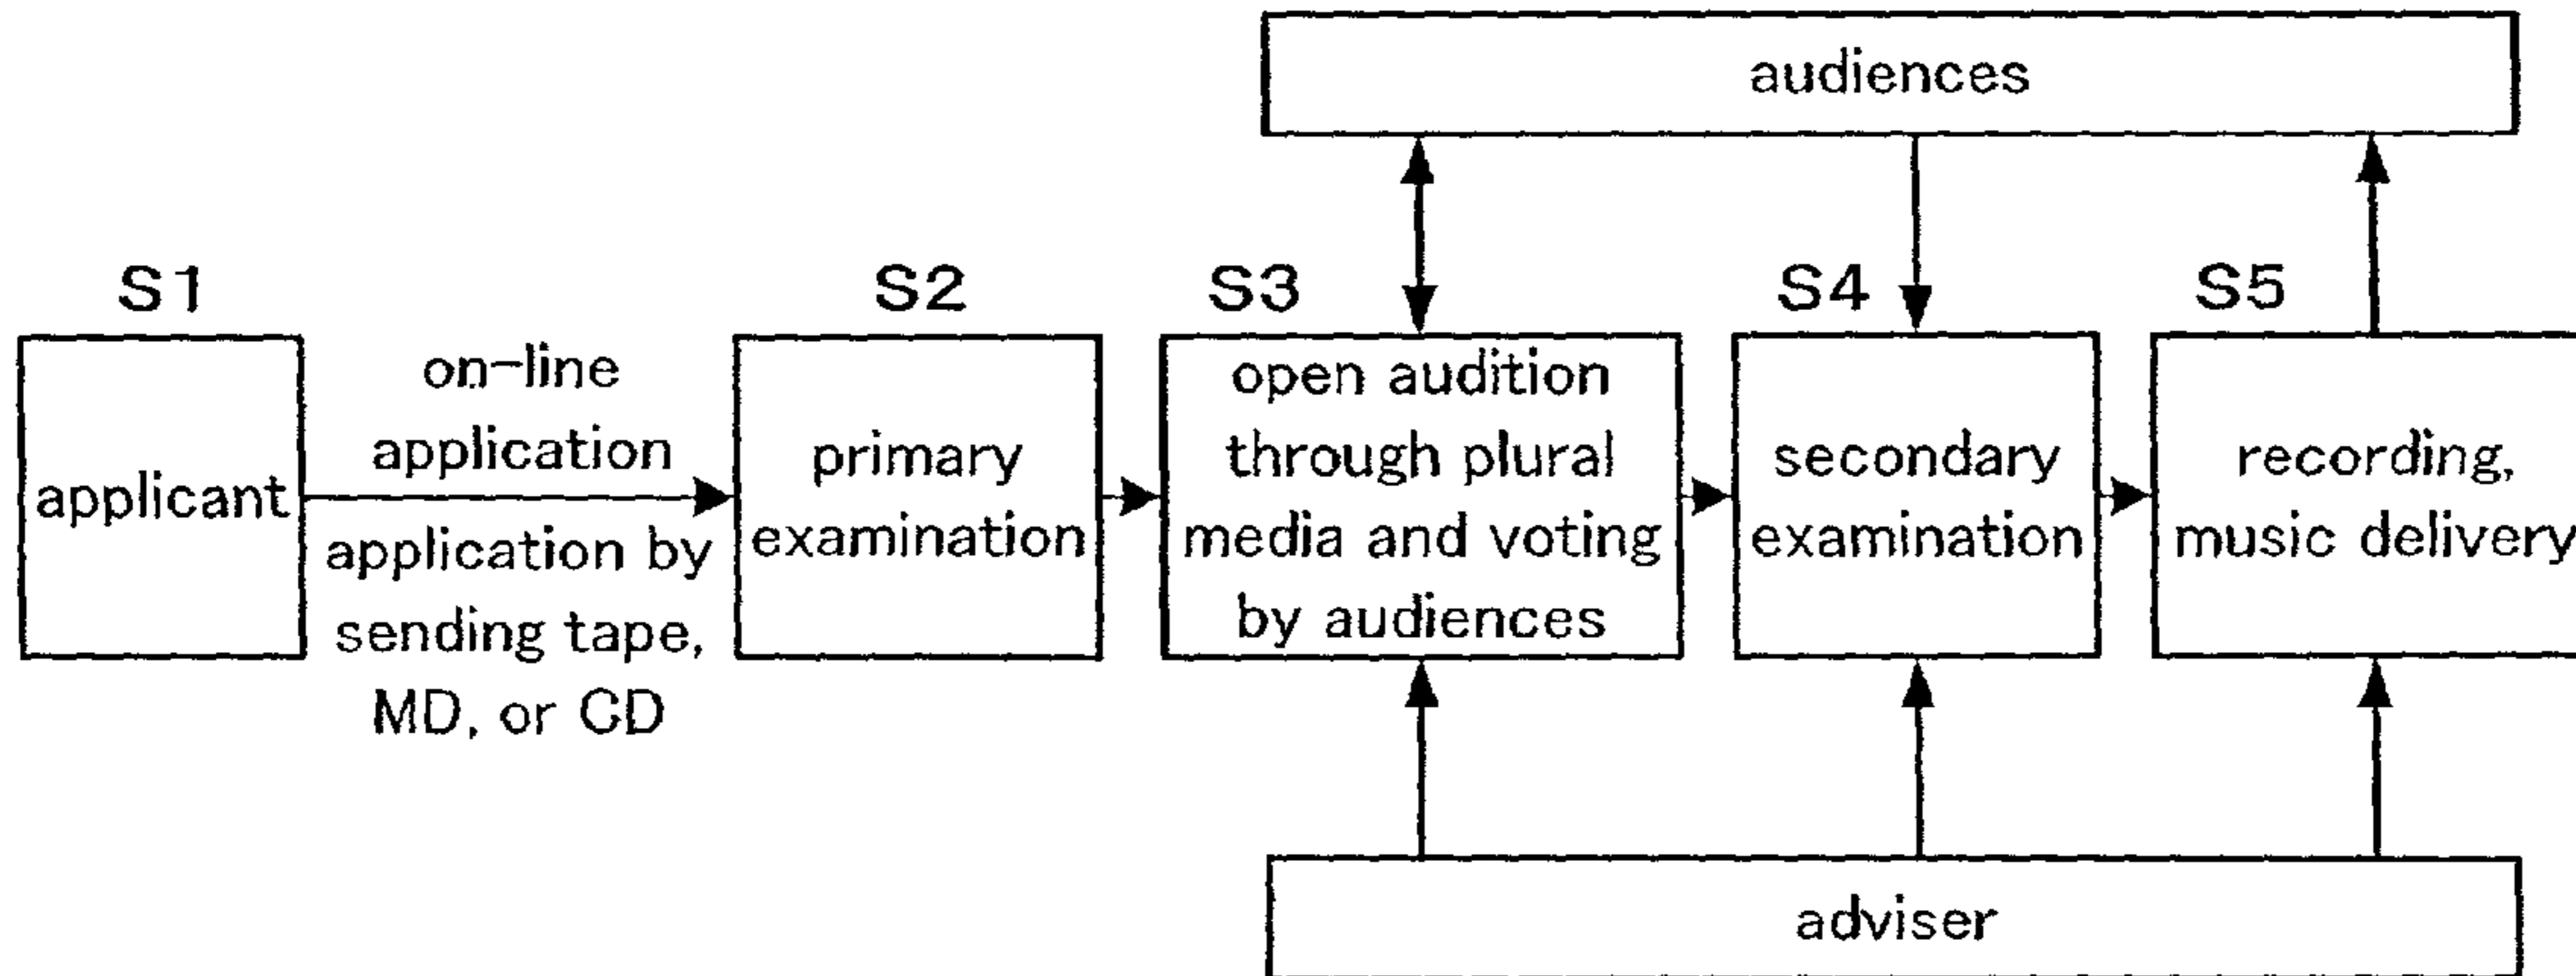 audiences
S1
S2
S3
S4
S5
applicant
on-line
application
application by
sending tape,
MD, or CD
primary
examination
open audition
through plural
media and voting
by audiences
secondary
examination
recording,
music delivery
adviser